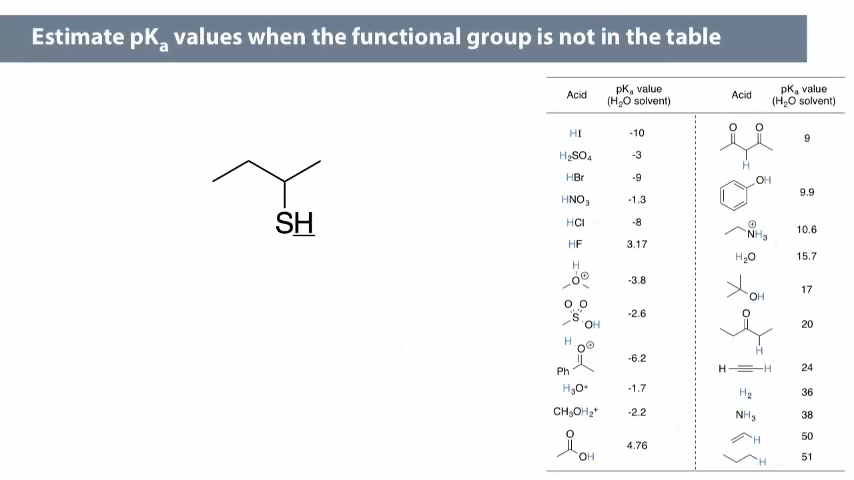 Estimate pKa values when the functional group is not in the table
SH
Acid pKa value (H2O solvent) Acid pKa value (H2O solvent)
HI -10
H2SO4 -3
HBr -9
HNO3 -1.3
HCl -8
HF 3.17
H O⊕ -3.8
O O S OH -2.6
H O⊕ Ph -6.2
H3O+ -1.7
CH3OH2+ -2.2
O OH 4.76
O O H 9
OH 9.9
⊕ NH3 10.6
H2O 15.7
OH 17
O H 20
H H 24
H2 36
NH3 38
H 50
H 51